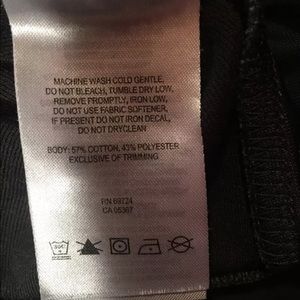 MACHINE WASH COLD GENTLE,
DO NOT BLEACH, TUMBLE DRY LOW,
REMOVE PROMPTLY, IRON LOW,
DO NOT USE FABRIC SOFTENER.
IF PRESENT DO NOT IRON DECAL,
DO NOT DRYCLEAN
BODY: 57% COTTON, 43% POLYESTER
EXCLUSIVE OF TRIMMING
RN 69724
CA 05367